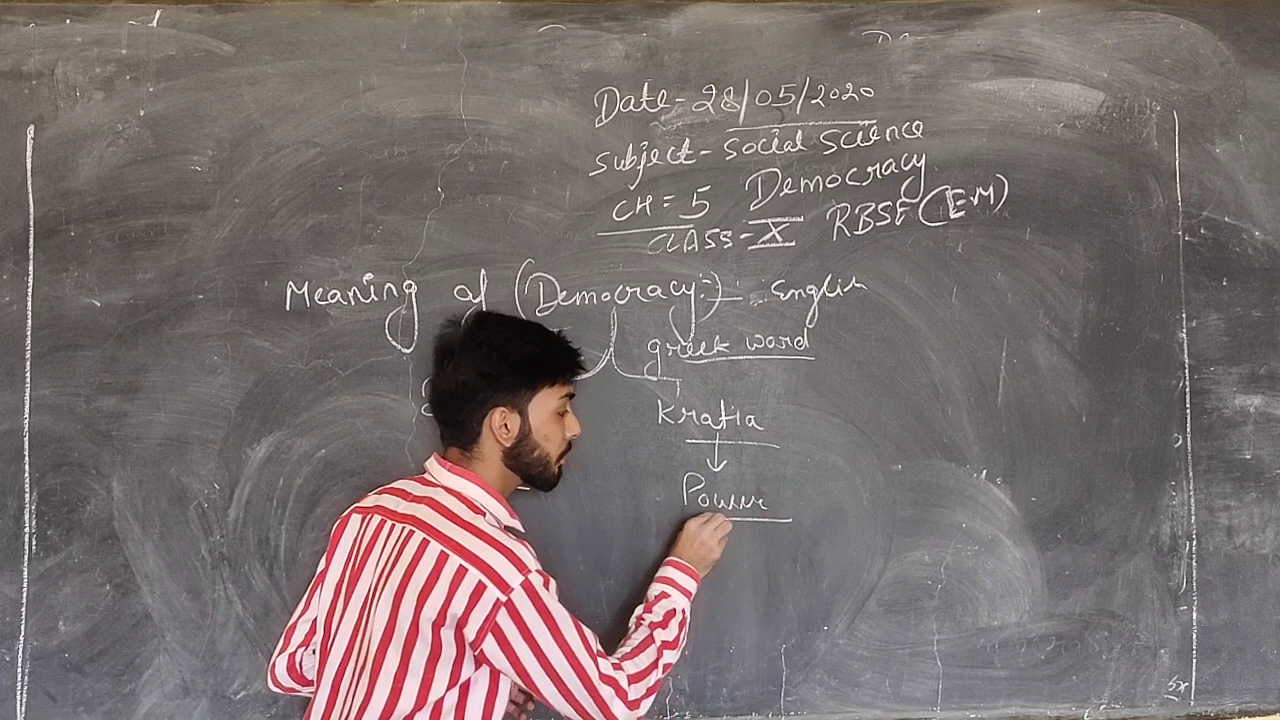 Date-28/05/2020
Subject-Social Science
CH=5 Democracy
CLASS-X RBSE (E.M)
Meaning of (Democracy:-) English
greek word
Kratia
Power